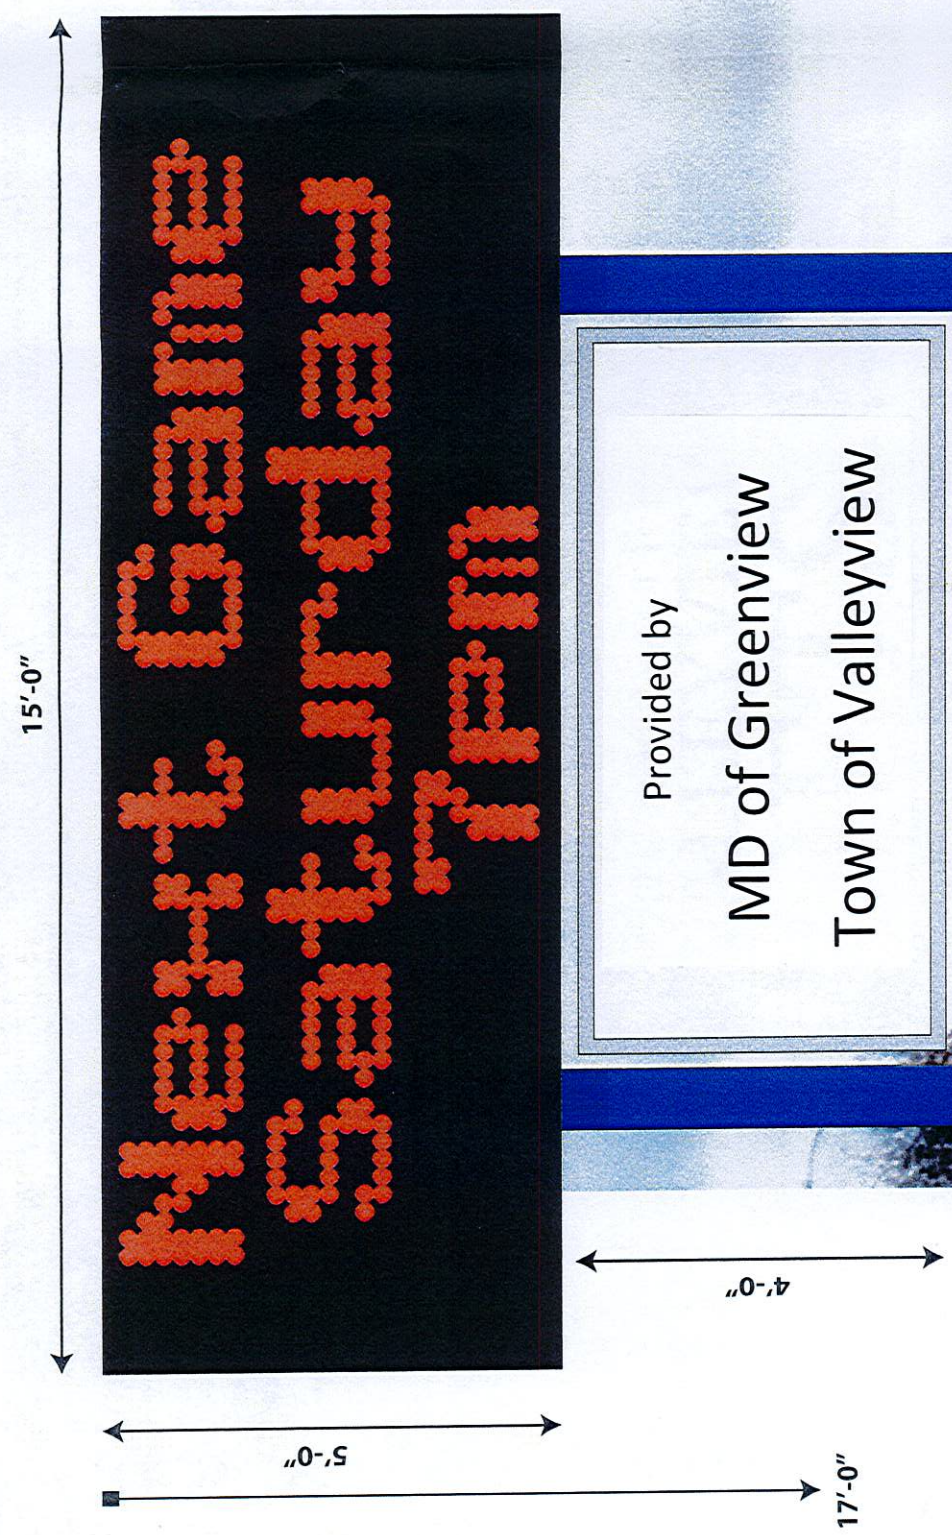 15'-0"
Next Game
Saturday
7pm
Provided by
MD of Greenview
Town of Valleyview
5'-0"
4'-0"
17'-0"